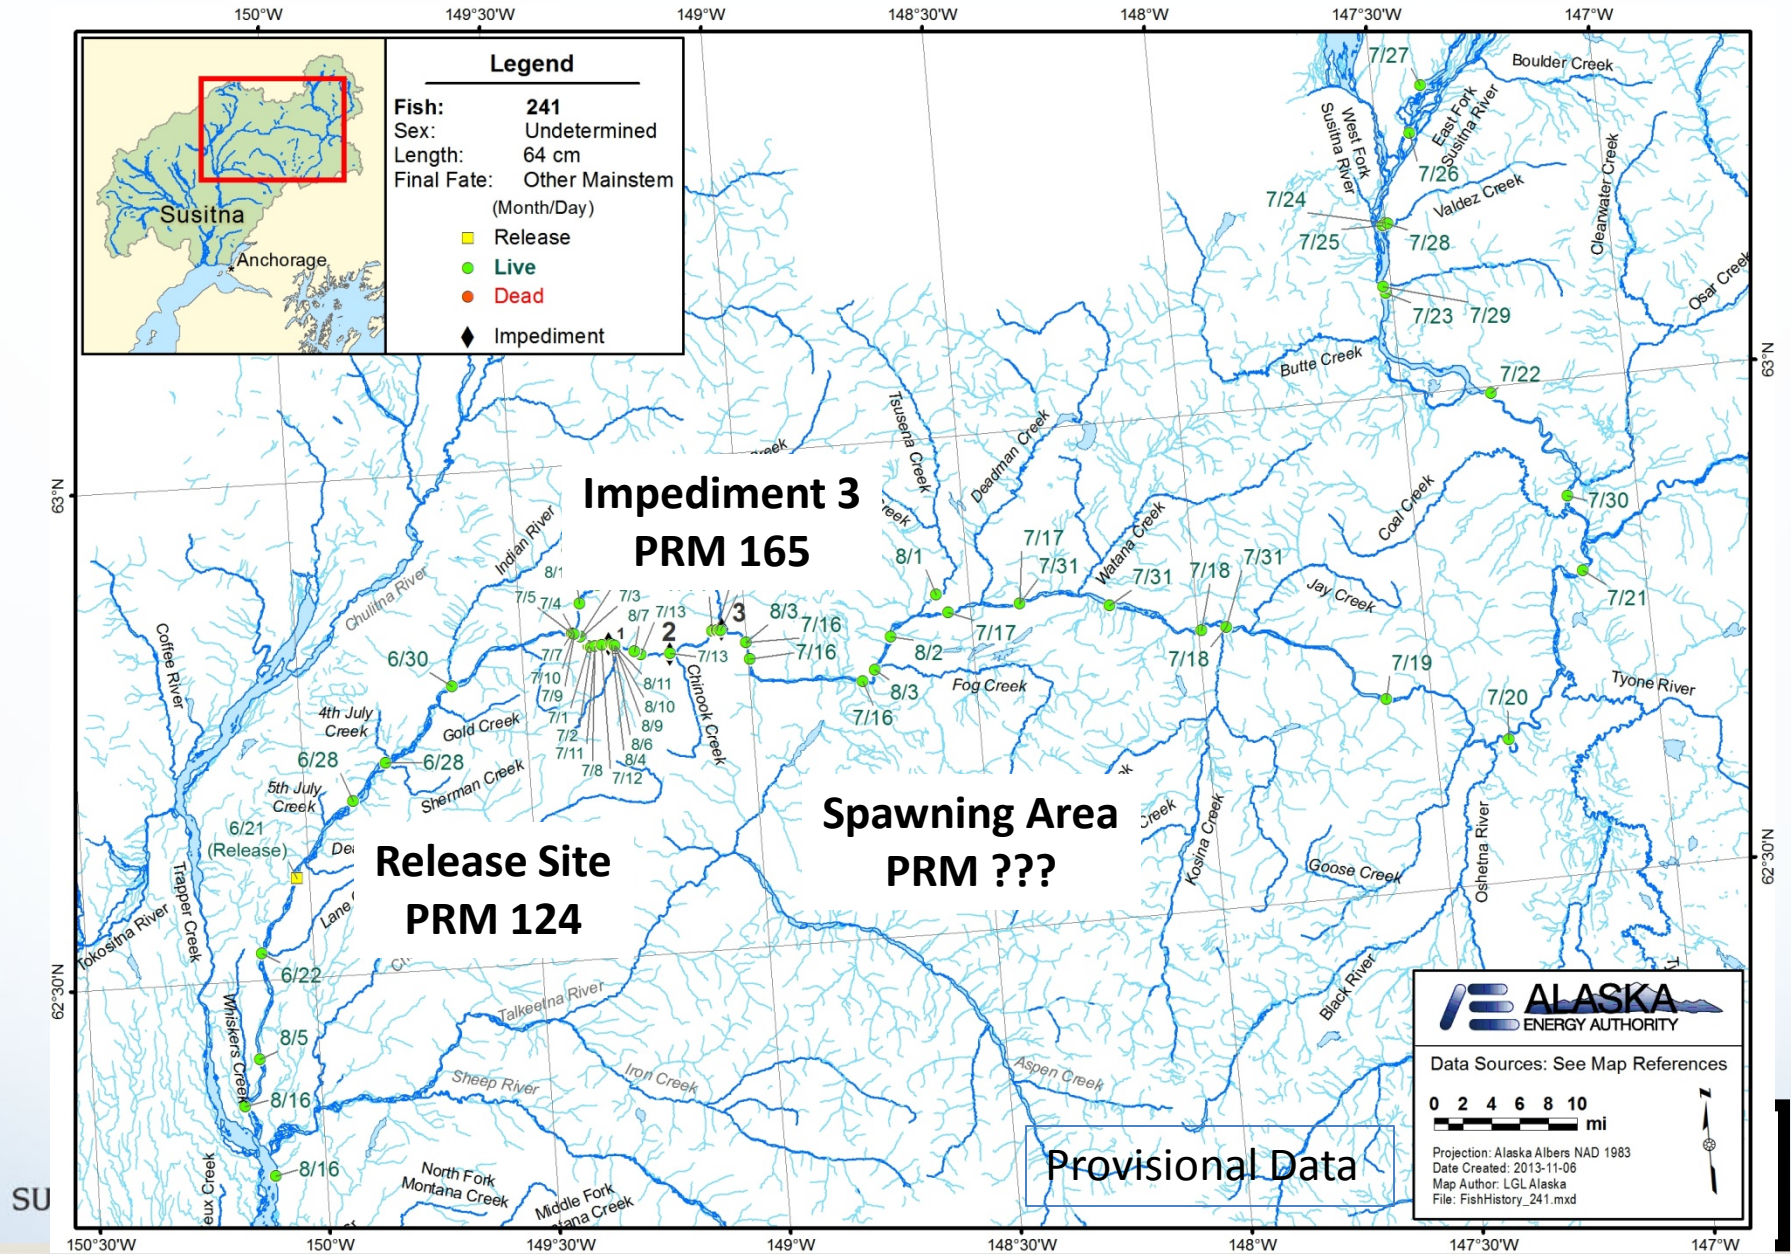 150°W
149°30'W
149°W
148°30'W
148°W
147°30'W
147°W
Legend
Fish: 241
Sex: Undetermined
Length: 64 cm
Final Fate: Other Mainstem
(Month/Day)
Release
Live
Dead
Impediment
Susitna
Anchorage
7/27
Boulder Creek
West Fork
Susitna River
East Fork
Susitna River
7/26
Valdez Creek
Clearwater Creek
7/24
7/25
7/28
Osar Creek
7/23
7/29
Butte Creek
7/22
63°N
63°N
Tsusena Creek
Deadman Creek
reek
Impediment 3
PRM 165
reek
Watana Creek
Coal Creek
7/30
Indian River
Chulitna River
Coffee River
8/1
7/17
7/31
7/31
7/18
7/31
Jay Creek
7/21
7/5
7/4
7/3
8/7
7/13
3
8/3
7/16
7/16
7/17
1
2
7/13
8/2
7/18
7/19
7/7
7/10
7/9
7/1
7/2
7/11
7/8
7/12
8/4
8/6
8/9
8/10
8/11
Chinook Creek
8/3
7/16
Fog Creek
7/20
Tyone River
6/30
4th July
Creek
Gold Creek
6/28
6/28
Sherman Creek
5th July
Creek
6/21
(Release)
Release Site
PRM 124
Spawning Area
PRM ???
Creek
Kosina Creek
Goose Creek
Oshetna River
62°30'N
Trapper Creek
Tokositna River
6/22
62°30'N
Whiskers Creek
8/5
8/16
8/16
Talkeetna River
Sheep River
Iron Creek
Aspen Creek
Black River
North Fork
Montana Creek
Middle Fork
tana Creek
eux Creek
Provisional Data
ALASKA
ENERGY AUTHORITY
Data Sources: See Map References
0 2 4 6 8 10
mi
N
Projection: Alaska Albers NAD 1983
Date Created: 2013-11-06
Map Author: LGL Alaska
File: FishHistory_241.mxd
SU
150°30'W
150°W
149°30'W
149°W
148°30'W
148°W
147°30'W
147°W